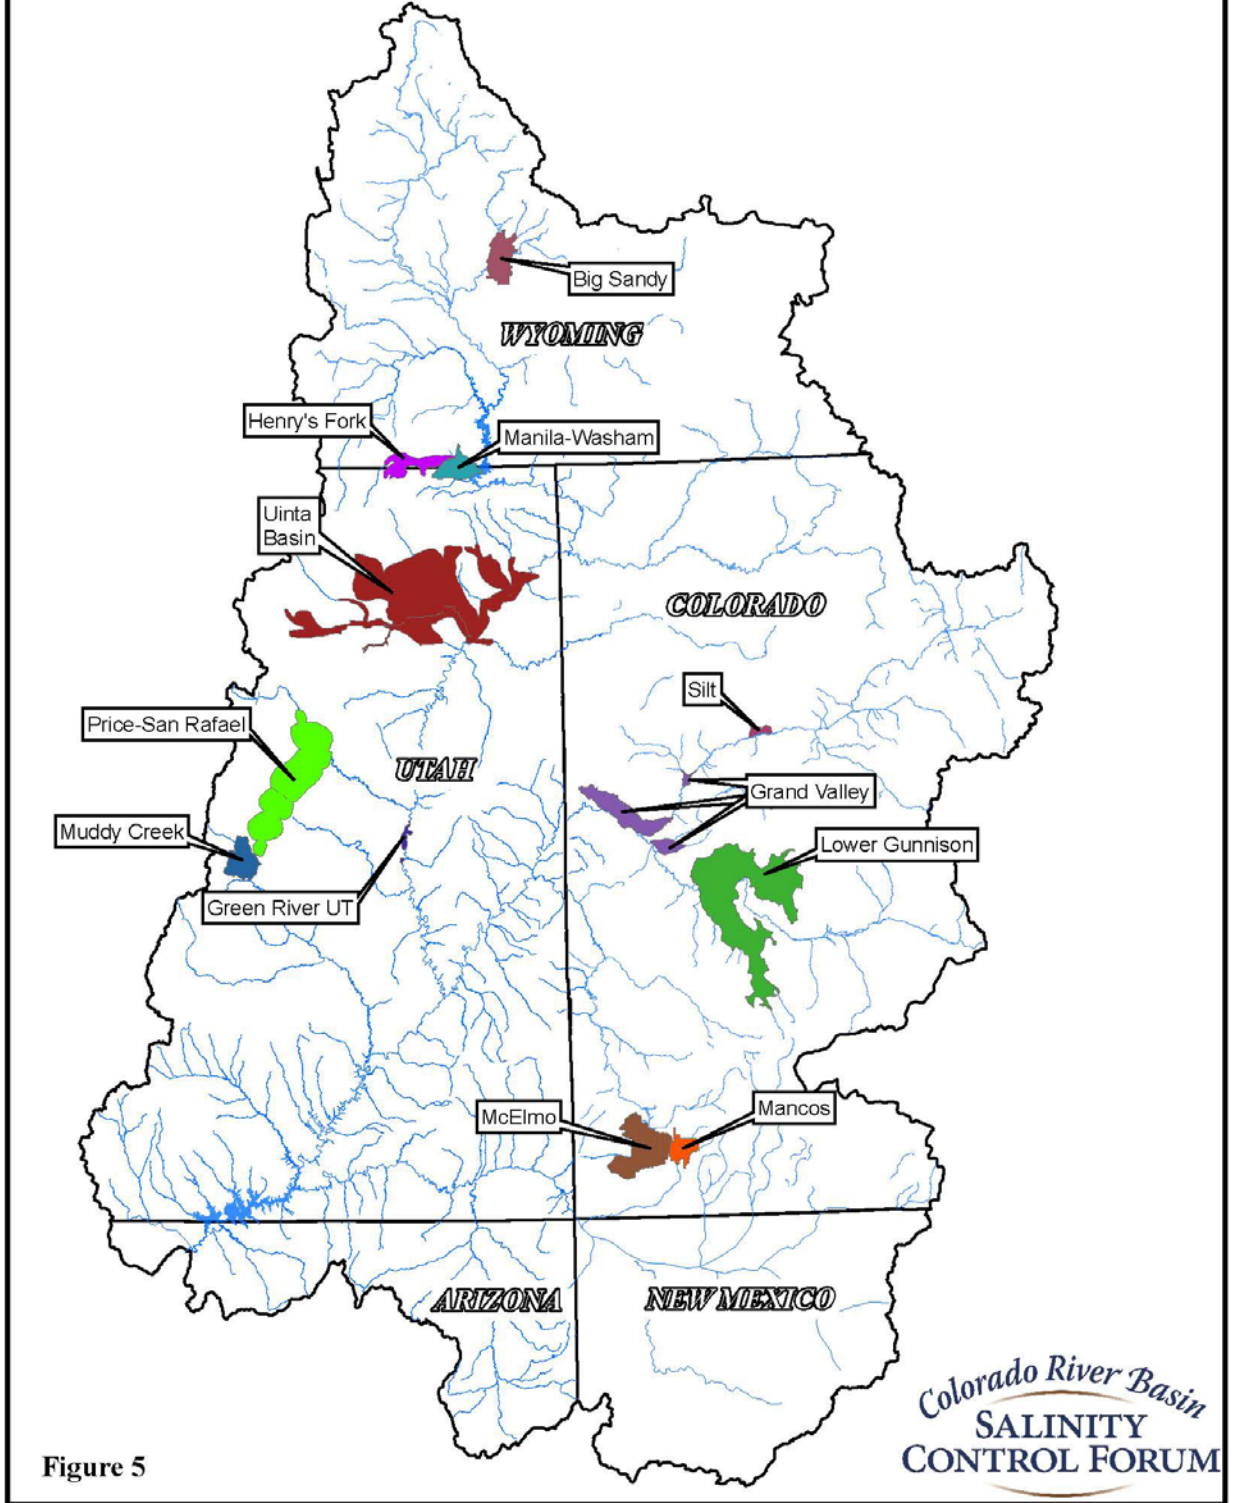 Big Sandy
WYOMING
Henry's Fork
Manila-Washam
Uinta
Basin
COLORADO
Silt
Price-San Rafael
UTAH
Grand Valley
Muddy Creek
Lower Gunnison
Green River UT
McElmo
Mancos
ARIZONA
NEW MEXICO
Colorado River Basin
SALINITY
CONTROL FORUM
Figure 5